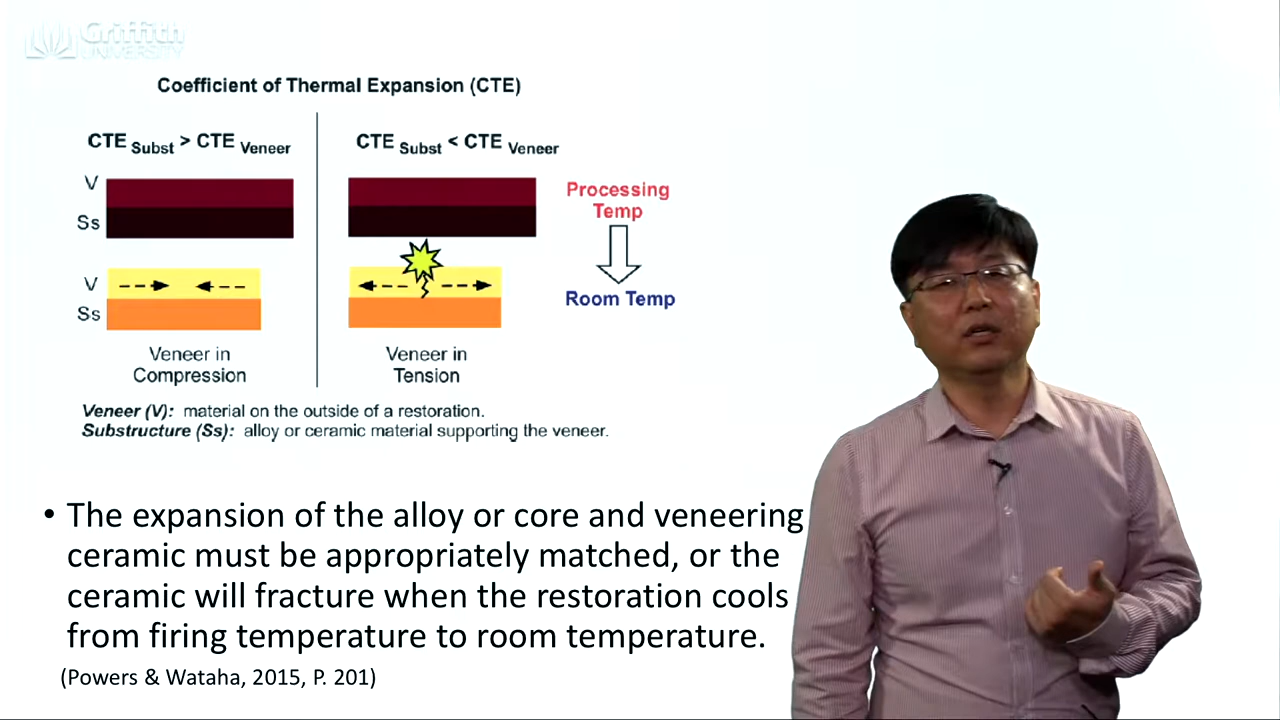 Griffith
UNIVERSITY
Coefficient of Thermal Expansion (CTE)
CTE Subst > CTE Veneer
CTE Subst < CTE Veneer
V
Ss
Processing
Temp
V
Ss
Room Temp
Veneer in
Compression
Veneer in
Tension
Veneer (V): material on the outside of a restoration.
Substructure (Ss): alloy or ceramic material supporting the veneer.
• The expansion of the alloy or core and veneering
ceramic must be appropriately matched, or the
ceramic will fracture when the restoration cools
from firing temperature to room temperature.
(Powers & Wataha, 2015, P. 201)